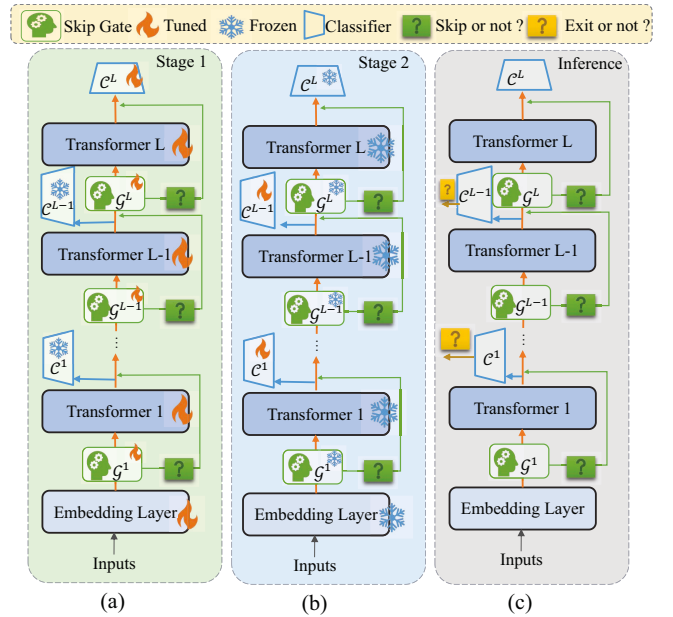 Skip Gate Tuned Frozen Classifier ? Skip or not ? ? Exit or not ?
Stage 1
𝒞^L
Transformer L
𝒞^{L-1}
𝒢^L ?
Transformer L-1
𝒢^{L-1} ?
⋮
𝒞^1
Transformer 1
𝒢^1 ?
Embedding Layer
Inputs
(a)
Stage 2
𝒞^L
Transformer L
𝒞^{L-1}
𝒢^L ?
Transformer L-1
𝒢^{L-1} ?
⋮
𝒞^1
Transformer 1
𝒢^1 ?
Embedding Layer
Inputs
(b)
Inference
𝒞^L
Transformer L
? 𝒞^{L-1}
𝒢^L ?
Transformer L-1
𝒢^{L-1} ?
⋮
? 𝒞^1
Transformer 1
𝒢^1 ?
Embedding Layer
Inputs
(c)